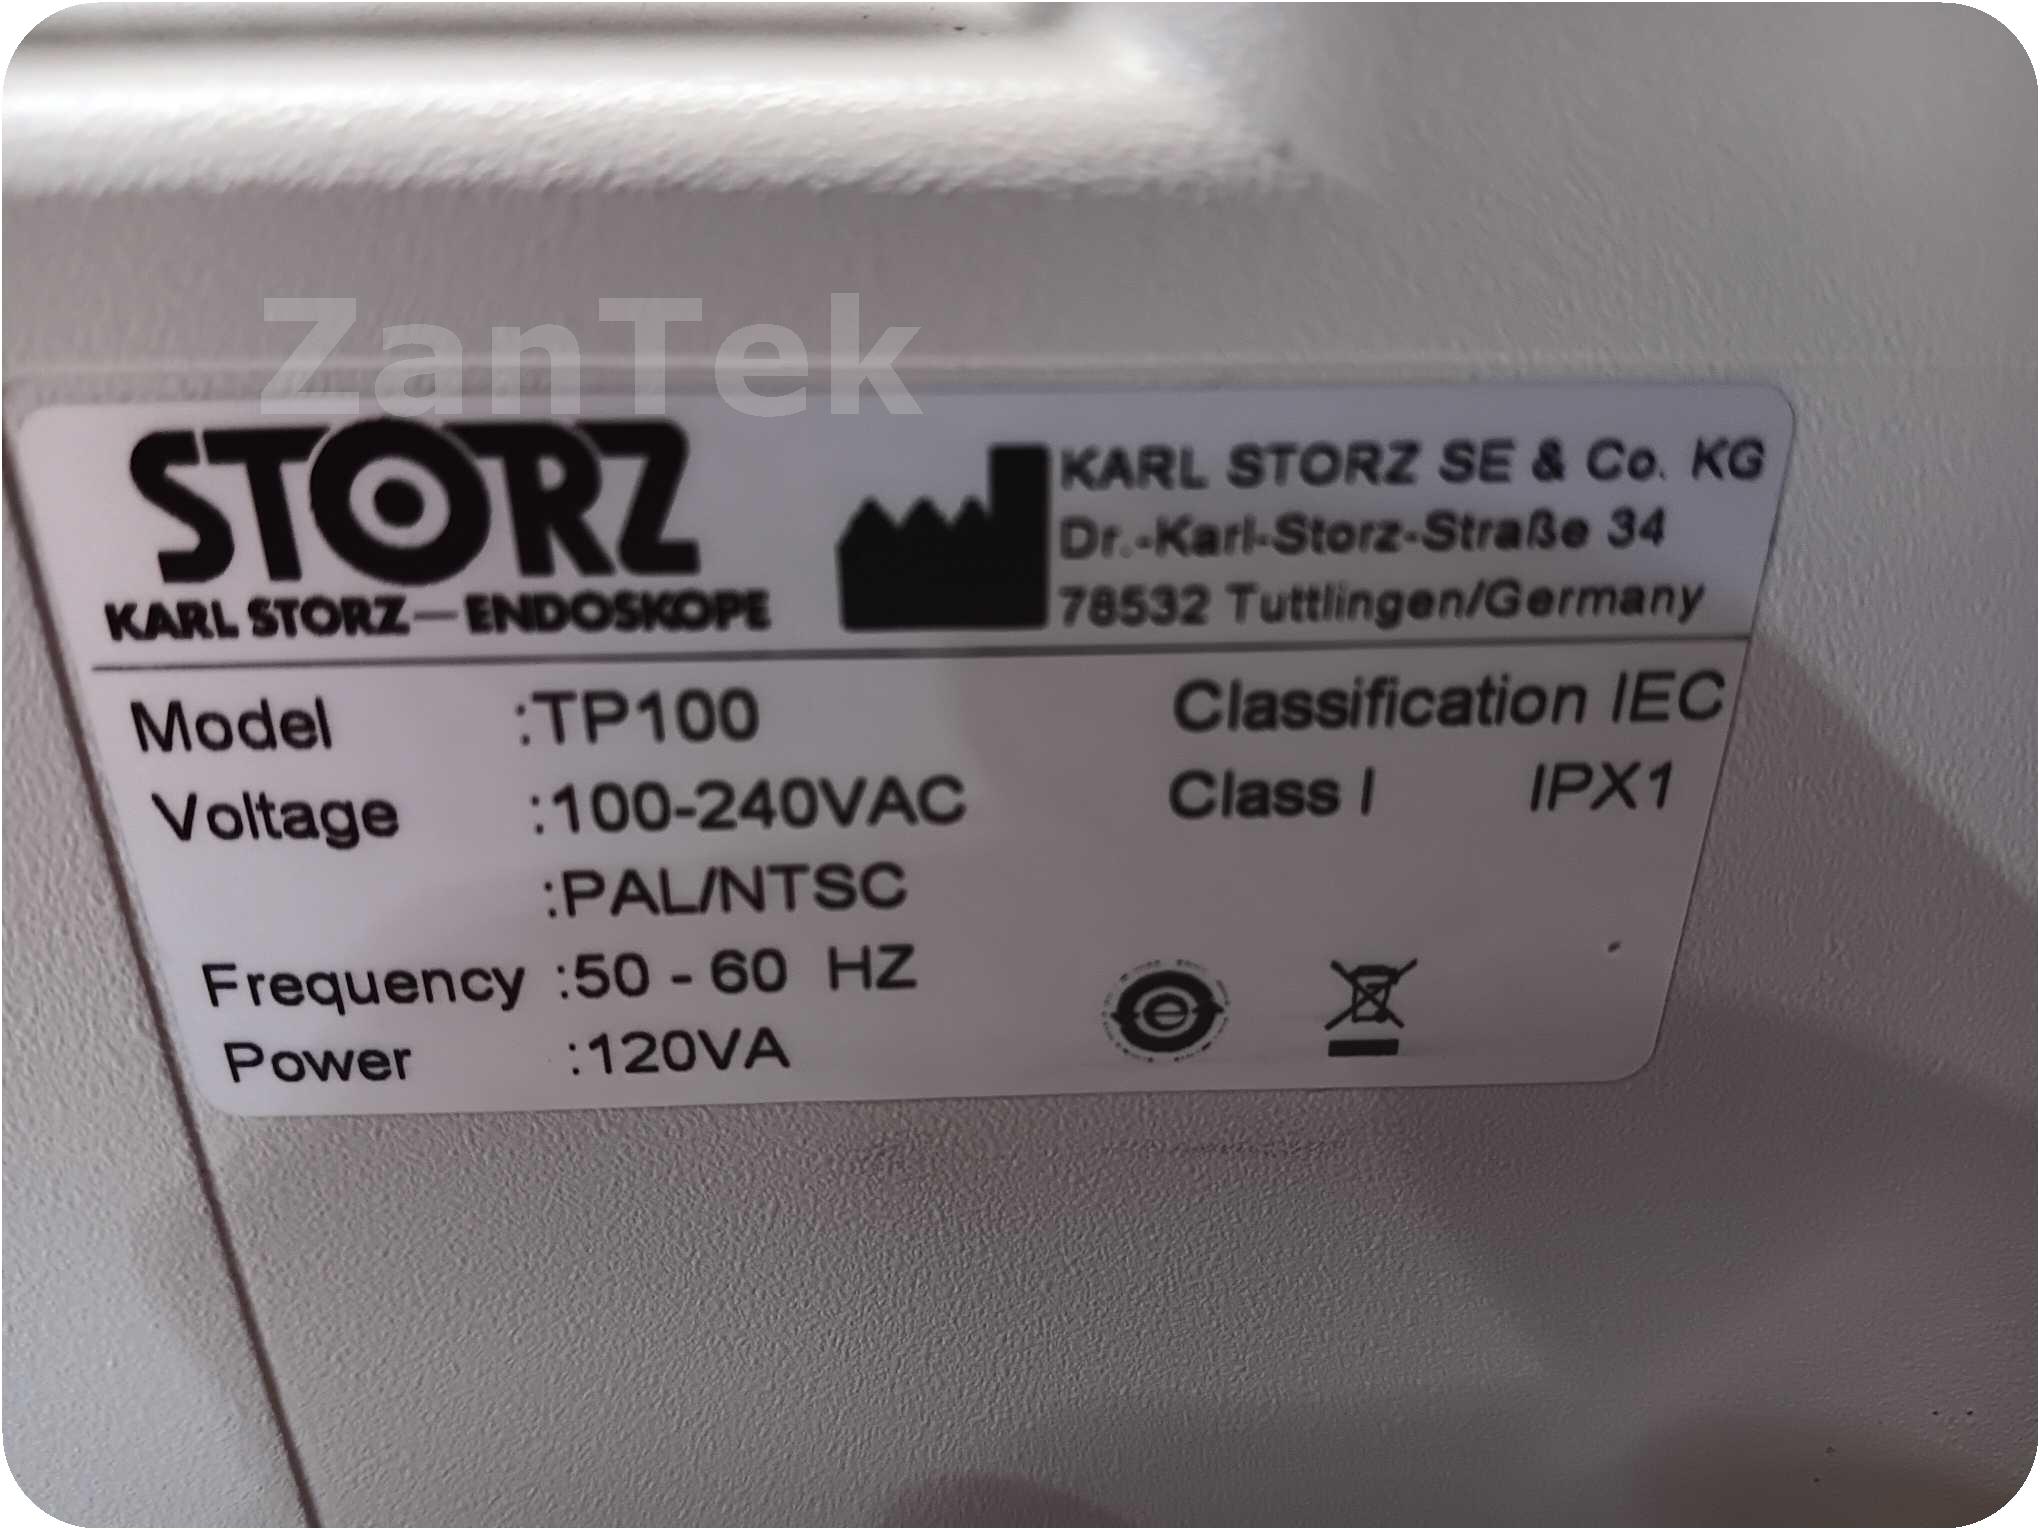 ZanTek
STORZ
KARL STORZ—ENDOSKOPE
KARL STORZ SE & Co. KG
Dr.-Karl-Storz-Straße 34
78532 Tuttlingen/Germany
Model :TP100
Classification IEC
Voltage :100-240VAC
Class I IPX1
:PAL/NTSC
Frequency :50 - 60 HZ
Power :120VA
e